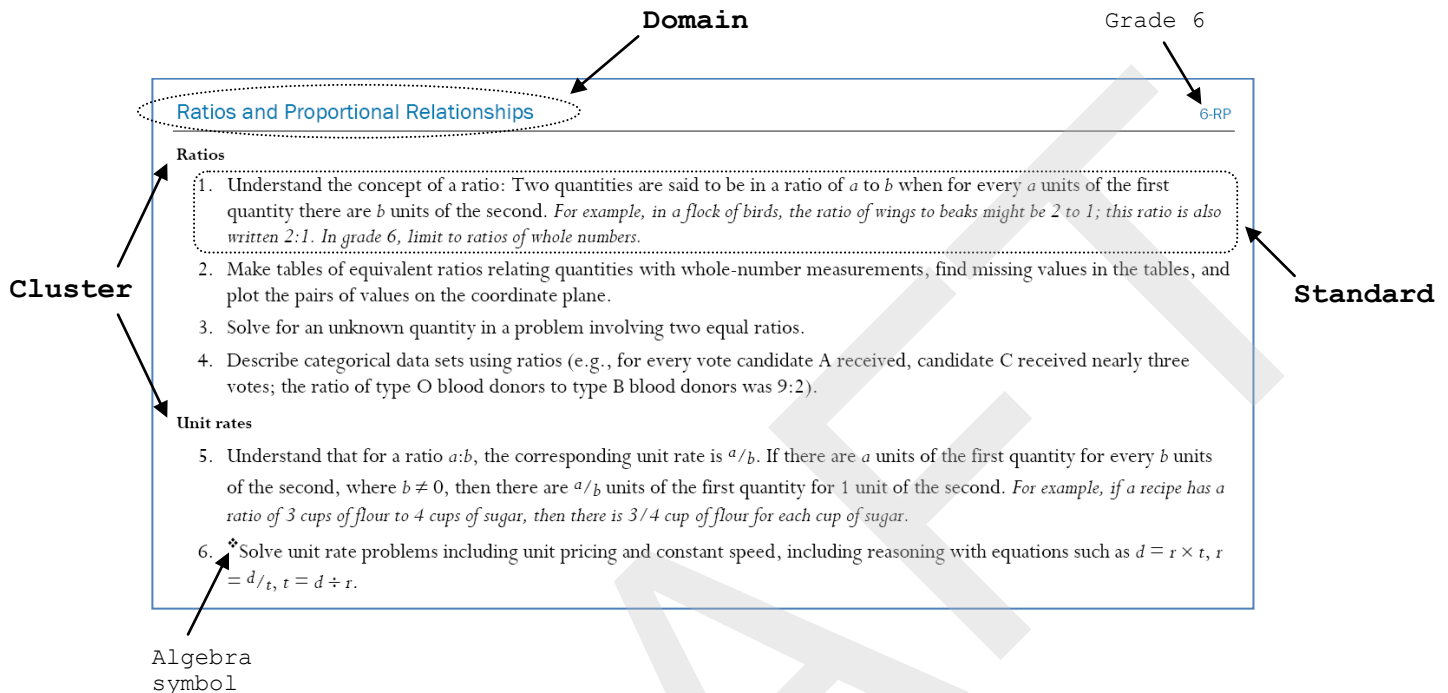 Domain
Grade 6
Ratios and Proportional Relationships 6-RP
Ratios
1. Understand the concept of a ratio: Two quantities are said to be in a ratio of a to b when for every a units of the first
quantity there are b units of the second. For example, in a flock of birds, the ratio of wings to beaks might be 2 to 1; this ratio is also
written 2:1. In grade 6, limit to ratios of whole numbers.
2. Make tables of equivalent ratios relating quantities with whole-number measurements, find missing values in the tables, and
plot the pairs of values on the coordinate plane.
Cluster
Standard
3. Solve for an unknown quantity in a problem involving two equal ratios.
4. Describe categorical data sets using ratios (e.g., for every vote candidate A received, candidate C received nearly three
votes; the ratio of type O blood donors to type B blood donors was 9:2).
Unit rates
5. Understand that for a ratio a:b, the corresponding unit rate is a/b. If there are a units of the first quantity for every b units
of the second, where b ≠ 0, then there are a/b units of the first quantity for 1 unit of the second. For example, if a recipe has a
ratio of 3 cups of flour to 4 cups of sugar, then there is 3/4 cup of flour for each cup of sugar.
6. ❖Solve unit rate problems including unit pricing and constant speed, including reasoning with equations such as d = r × t, r
= d/t, t = d ÷ r.
Algebra
symbol
AFT